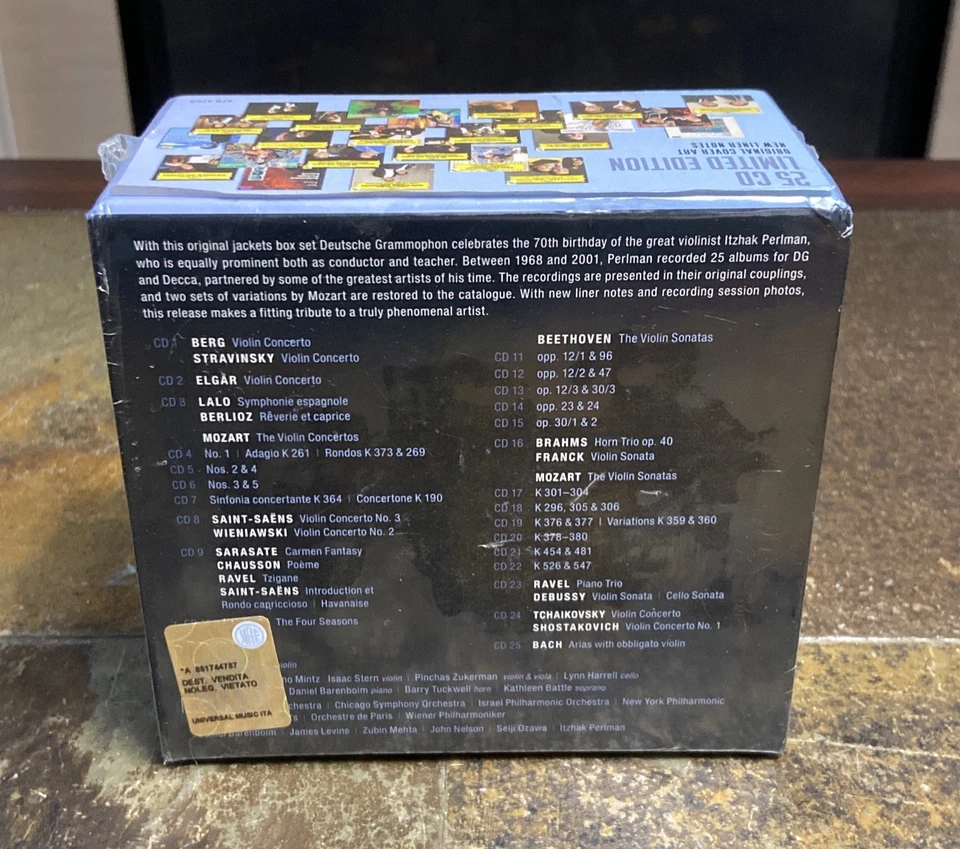 25 CD
LIMITED EDITION
ORIGINAL COVER ART
NEW LINER NOTES
With this original jackets box set Deutsche Grammophon celebrates the 70th birthday of the great violinist Itzhak Perlman,
who is equally prominent both as conductor and teacher. Between 1968 and 2001, Perlman recorded 25 albums for DG
and Decca, partnered by some of the greatest artists of his time. The recordings are presented in their original couplings,
and two sets of variations by Mozart are restored to the catalogue. With new liner notes and recording session photos,
this release makes a fitting tribute to a truly phenomenal artist.
CD 1 BERG Violin Concerto
STRAVINSKY Violin Concerto
CD 2 ELGAR Violin Concerto
CD 3 LALO Symphonie espagnole
BERLIOZ Rêverie et caprice
MOZART The Violin Concertos
CD 4 No. 1 | Adagio K 261 | Rondos K 373 & 269
CD 5 Nos. 2 & 4
CD 6 Nos. 3 & 5
CD 7 Sinfonia concertante K 364 | Concertone K 190
CD 8 SAINT-SAËNS Violin Concerto No. 3
WIENIAWSKI Violin Concerto No. 2
CD 9 SARASATE Carmen Fantasy
CHAUSSON Poème
RAVEL Tzigane
SAINT-SAËNS Introduction et
Rondo capriccioso | Havanaise
The Four Seasons
BEETHOVEN The Violin Sonatas
CD 11 opp. 12/1 & 96
CD 12 opp. 12/2 & 47
CD 13 op. 12/3 & 30/3
CD 14 opp. 23 & 24
CD 15 op. 30/1 & 2
CD 16 BRAHMS Horn Trio op. 40
FRANCK Violin Sonata
MOZART The Violin Sonatas
CD 17 K 301–304
CD 18 K 296, 305 & 306
CD 19 K 376 & 377 | Variations K 359 & 360
CD 20 K 378–380
CD 21 K 454 & 481
CD 22 K 526 & 547
CD 23 RAVEL Piano Trio
DEBUSSY Violin Sonata | Cello Sonata
CD 24 TCHAIKOVSKY Violin Concerto
SHOSTAKOVICH Violin Concerto No. 1
CD 25 BACH Arias with obbligato violin
violin
Mintz Isaac Stern violin | Pinchas Zukerman violin & viola | Lynn Harrell cello
Daniel Barenboim piano | Barry Tuckwell horn | Kathleen Battle soprano
chestra | Chicago Symphony Orchestra | Israel Philharmonic Orchestra | New York Philharmonic
Orchestre de Paris | Wiener Philharmoniker
Barenboim | James Levine | Zubin Mehta | John Nelson | Seiji Ozawa | Itzhak Perlman
*A 881744787
DEST. VENDITA
NOLEG. VIETATO
UNIVERSAL MUSIC ITA